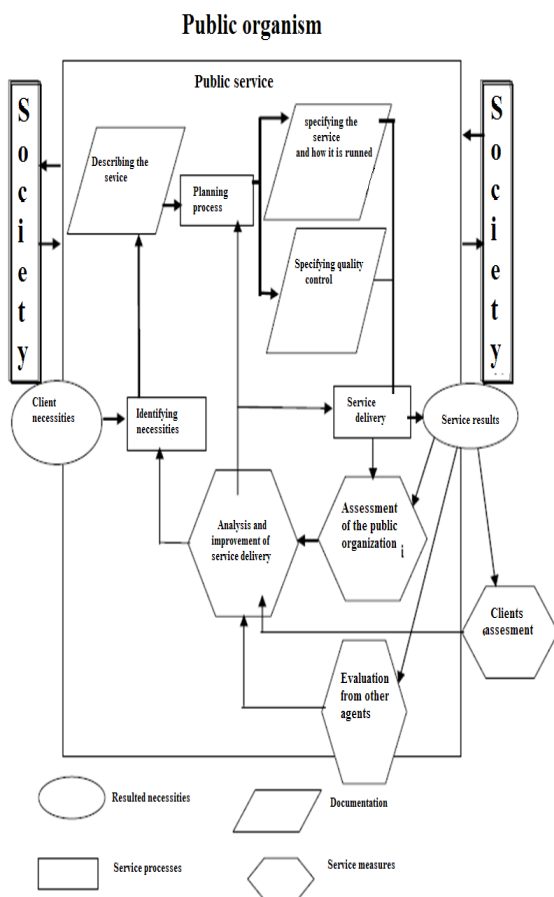 Public organism
Public service
Society
Society
Describing the
sevice
Planning
process
specifying the
service
and how it is runned
Specifying quality
control
Client
necessities
Identifying
necessities
Service
delivery
Service results
Analysis and
improvement of
service delivery
Assessment
of the public
organization
i
Clients
assesment
Evaluation
from other
agents
Resulted necessities
Documentation
Service processes
Service measures